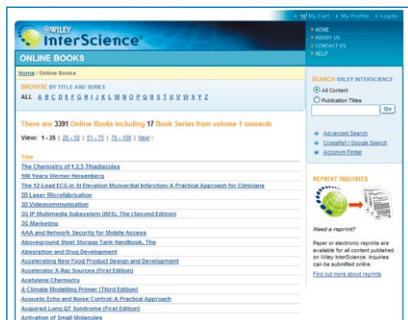 My Cart » My Profile » Log In
WILEY
InterScience®
» HOME
» ABOUT US
» CONTACT US
» HELP
ONLINE BOOKS
Home / Online Books
BROWSE BY TITLE AND SERIES
ALL A B C D E F G H I J K L M N O P Q R S T U V W X Y Z
There are 3391 Online Books including 17 Book Series from volume 1 onwards
View: 1 - 25 | 26 - 50 | 51 - 75 | 76 - 100 | Next »
Title
The Chemistry of 1,2,3-Thiadiazoles
100 Years Werner Heisenberg
The 12-Lead ECG in St Elevation Myocardial Infarction: A Practical Approach for Clinicians
3D Laser Microfabrication
3D Videocommunication
3G IP Multimedia Subsystem (IMS), The (Second Edition)
3G Marketing
AAA and Network Security for Mobile Access
Aboveground Steel Storage Tank Handbook, The
Absorption and Drug Development
Accelerating New Food Product Design and Development
Accelerator X-Ray Sources (First Edition)
Acetylene Chemistry
A Climate Modelling Primer (Third Edition)
Acoustic Echo and Noise Control: A Practical Approach
Acquired Long QT Syndrome (First Edition)
Activation of Small Molecules
SEARCH WILEY INTERSCIENCE
All Content
Publication Titles
Go
Advanced Search
CrossRef / Google Search
Acronym Finder
REPRINT INQUIRIES
Need a reprint?
Paper or electronic reprints are
available for all content published
on Wiley InterScience. Inquiries
can be submitted online.
Find out more about reprints